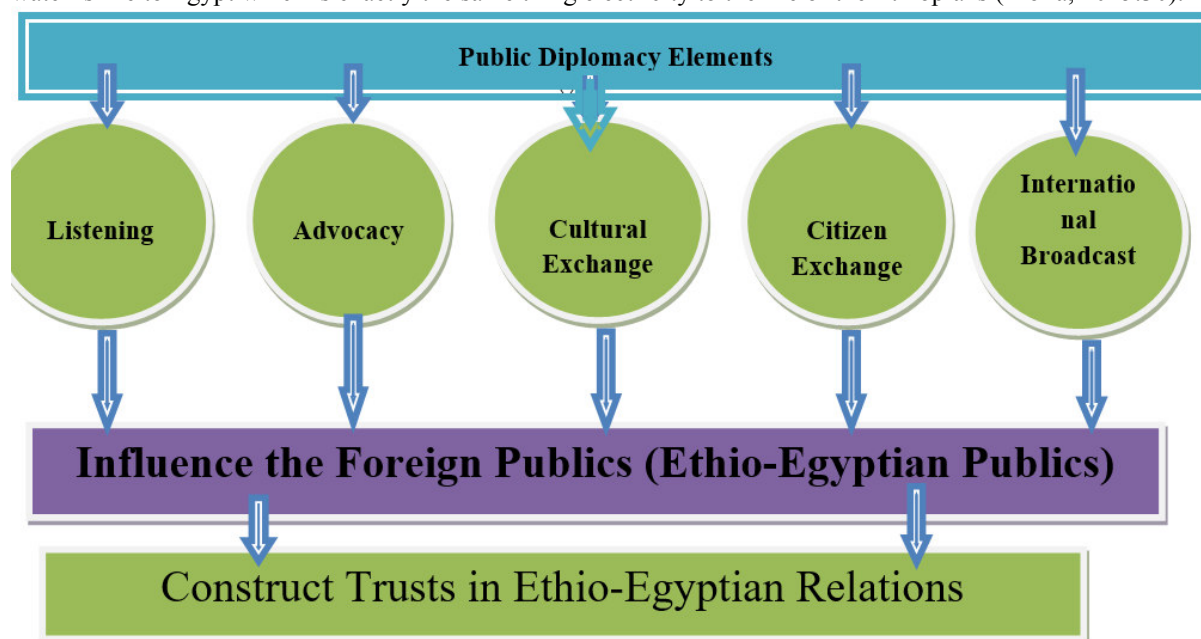 Public Diplomacy Elements
Listening
Advocacy
Cultural
Exchange
Citizen
Exchange
Internatio
nal
Broadcast
Influence the Foreign Publics (Ethio-Egyptian Publics)
Construct Trusts in Ethio-Egyptian Relations